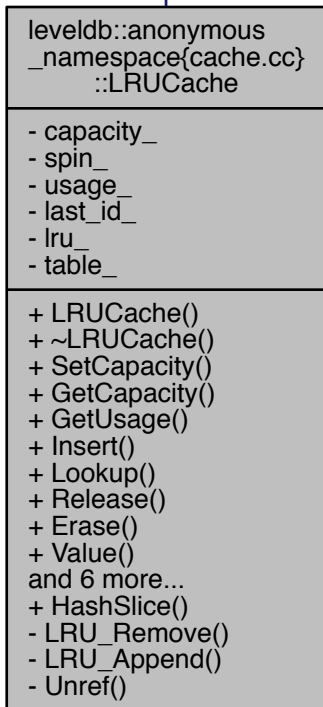 leveldb::anonymous
_namespace{cache.cc}
::LRUCache
- capacity_
- spin_
- usage_
- last_id_
- lru_
- table_
+ LRUCache()
+ ~LRUCache()
+ SetCapacity()
+ GetCapacity()
+ GetUsage()
+ Insert()
+ Lookup()
+ Release()
+ Erase()
+ Value()
and 6 more...
+ HashSlice()
- LRU_Remove()
- LRU_Append()
- Unref()